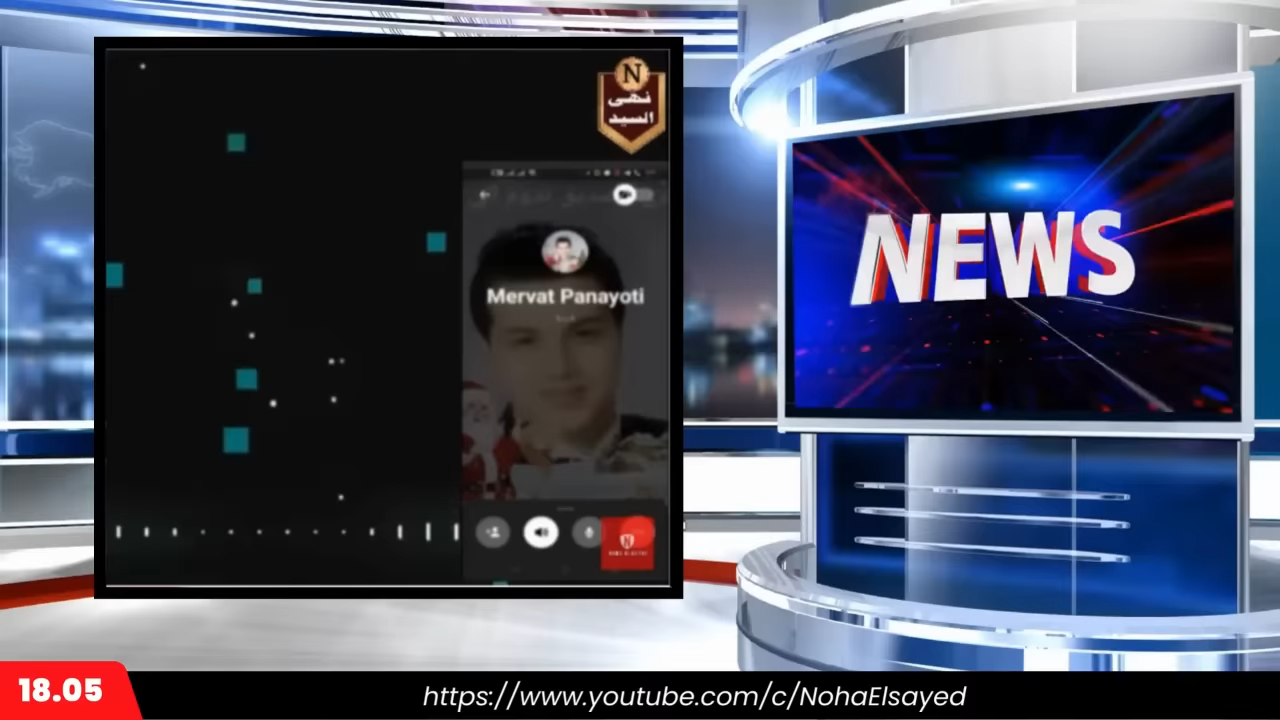 N
نهى
السيد
Mervat Panayoti
NEWS
N
18.05
https://www.youtube.com/c/NohaElsayed